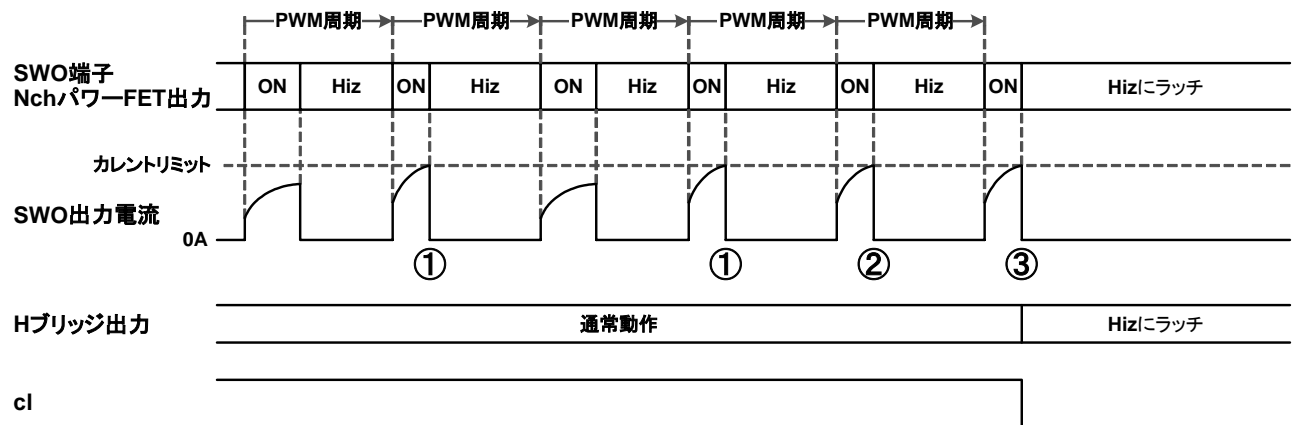 PWM周期 PWM周期 PWM周期 PWM周期 PWM周期
SWO端子
NchパワーFET出力
ON Hiz ON Hiz ON Hiz ON Hiz ON Hiz ON Hizにラッチ
カレントリミット
SWO出力電流
0A
① ① ② ③
Hブリッジ出力 通常動作 Hizにラッチ
cl